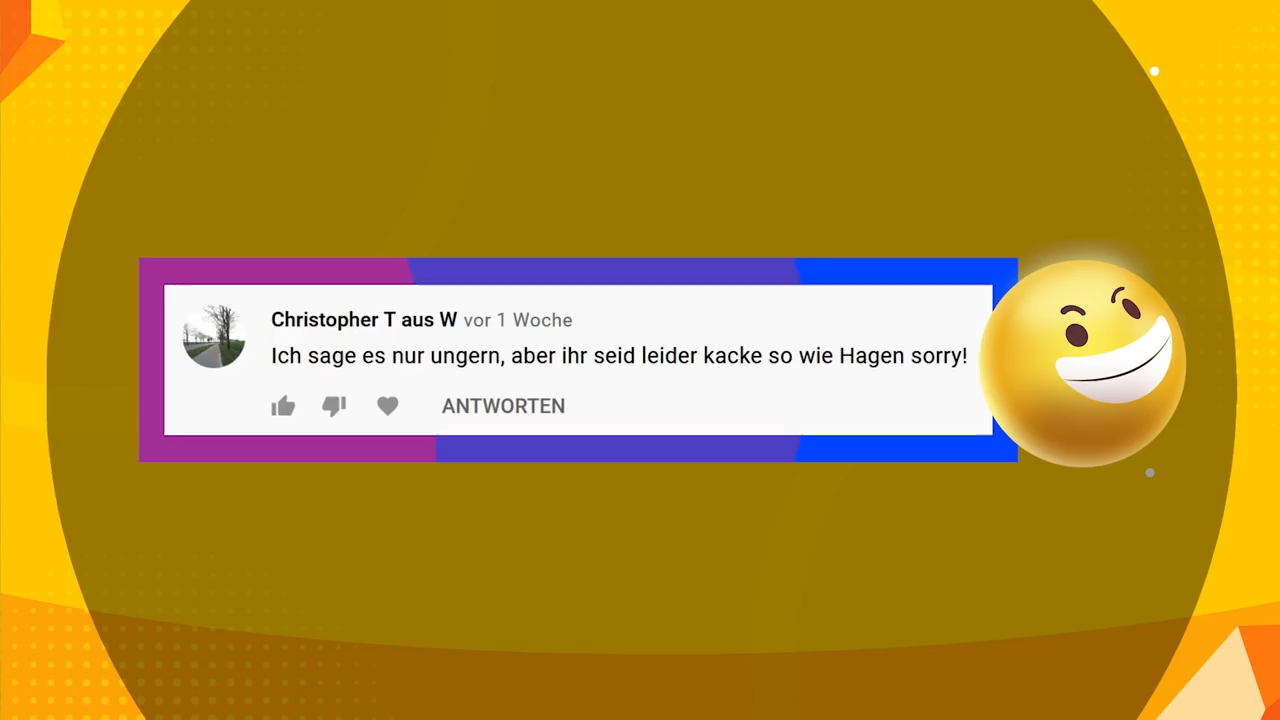 Christopher T aus W vor 1 Woche
Ich sage es nur ungern, aber ihr seid leider kacke so wie Hagen sorry!
ANTWORTEN